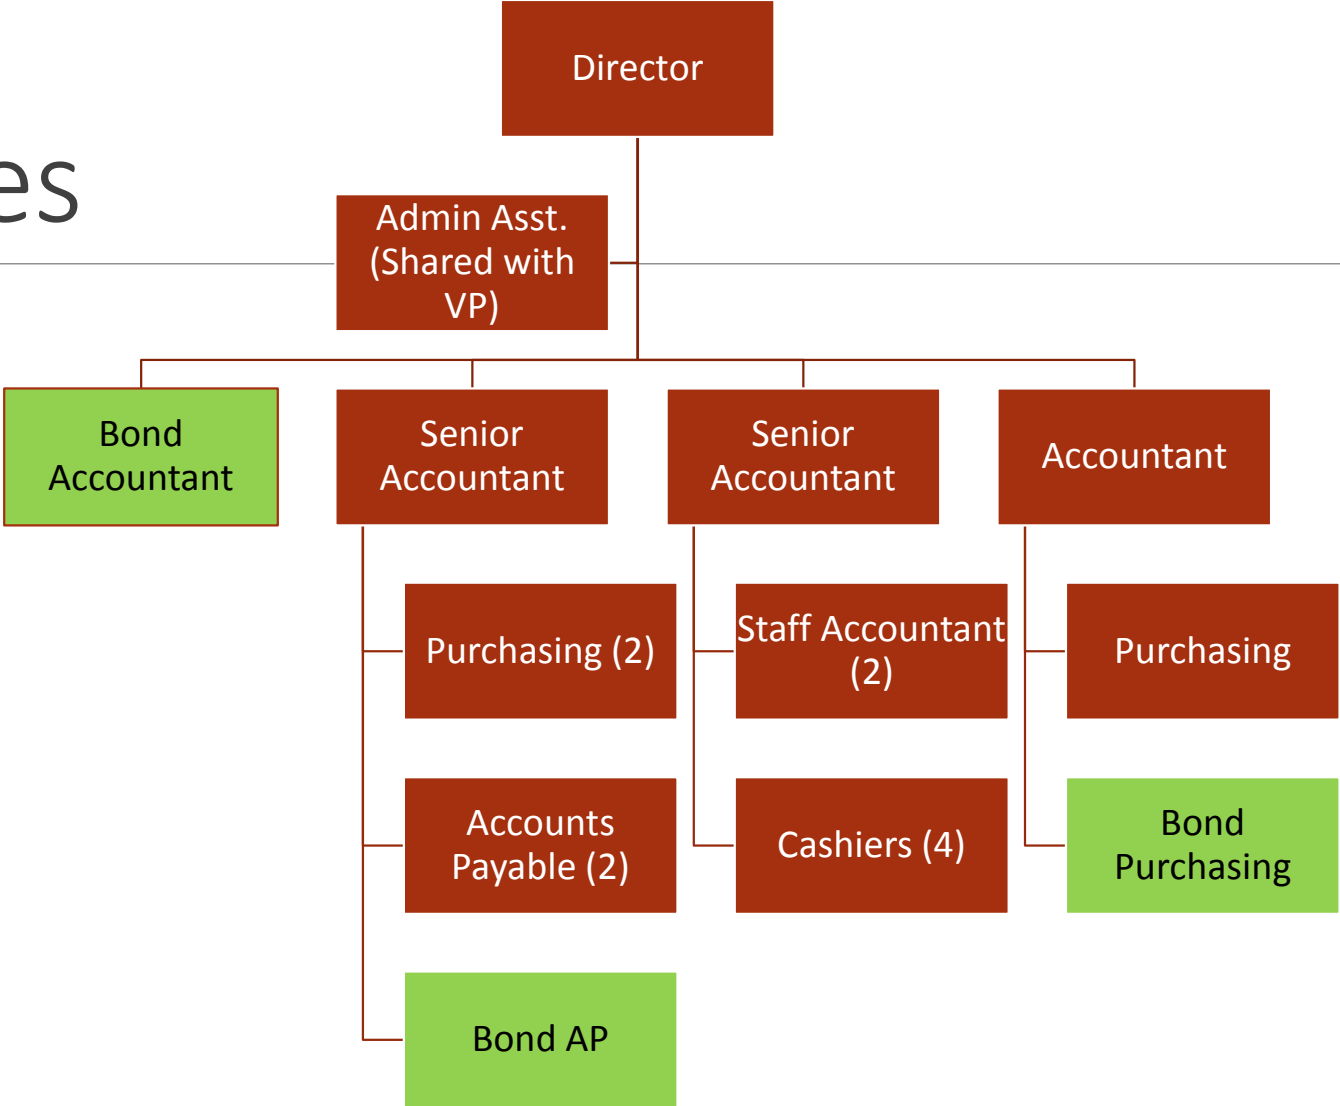 Director
es
Admin Asst.
(Shared with
VP)
Bond
Accountant
Senior
Accountant
Senior
Accountant
Accountant
Purchasing (2)
Staff Accountant
(2)
Purchasing
Accounts
Payable (2)
Cashiers (4)
Bond
Purchasing
Bond AP